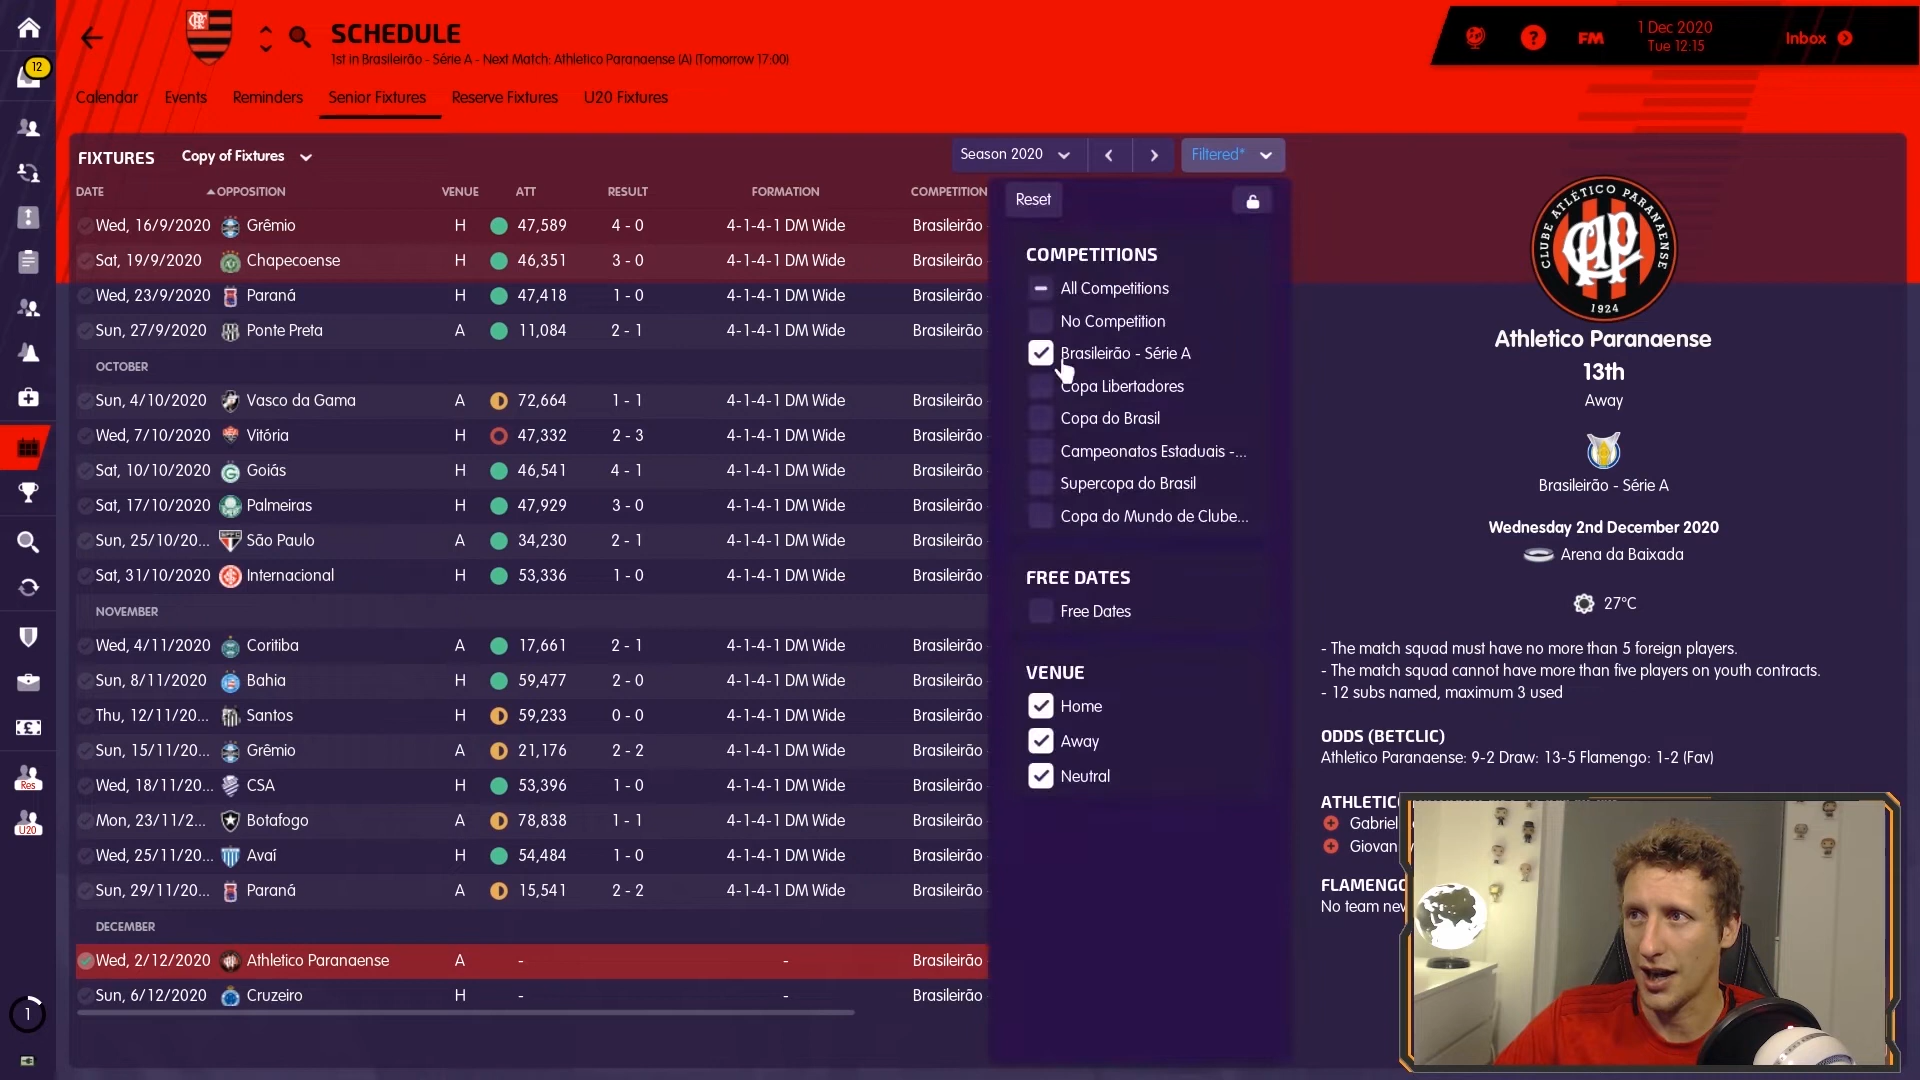 SCHEDULE
1st in Brasileirão - Série A - Next Match: Athletico Paranaense (A) (Tomorrow 17:00)
FM
1 Dec 2020
Tue 12:15
Inbox
12
Calendar Events Reminders Senior Fixtures Reserve Fixtures U20 Fixtures
FIXTURES Copy of Fixtures Season 2020 Filtered*
DATE OPPOSITION VENUE ATT RESULT FORMATION COMPETITION
Wed, 16/9/2020 Grêmio H 47,589 4 - 0 4-1-4-1 DM Wide Brasileirão
Sat, 19/9/2020 Chapecoense H 46,351 3 - 0 4-1-4-1 DM Wide Brasileirão
Wed, 23/9/2020 Paraná H 47,418 1 - 0 4-1-4-1 DM Wide Brasileirão
Sun, 27/9/2020 Ponte Preta A 11,084 2 - 1 4-1-4-1 DM Wide Brasileirão
OCTOBER
Sun, 4/10/2020 Vasco da Gama A 72,664 1 - 1 4-1-4-1 DM Wide Brasileirão
Wed, 7/10/2020 Vitória H 47,332 2 - 3 4-1-4-1 DM Wide Brasileirão
Sat, 10/10/2020 Goiás H 46,541 4 - 1 4-1-4-1 DM Wide Brasileirão
Sat, 17/10/2020 Palmeiras H 47,929 3 - 0 4-1-4-1 DM Wide Brasileirão
Sun, 25/10/20... São Paulo A 34,230 2 - 1 4-1-4-1 DM Wide Brasileirão
Sat, 31/10/2020 Internacional H 53,336 1 - 0 4-1-4-1 DM Wide Brasileirão
NOVEMBER
Wed, 4/11/2020 Coritiba A 17,661 2 - 1 4-1-4-1 DM Wide Brasileirão
Sun, 8/11/2020 Bahia H 59,477 2 - 0 4-1-4-1 DM Wide Brasileirão
Thu, 12/11/20... Santos H 59,233 0 - 0 4-1-4-1 DM Wide Brasileirão
Sun, 15/11/20... Grêmio A 21,176 2 - 2 4-1-4-1 DM Wide Brasileirão
Wed, 18/11/20... CSA H 53,396 1 - 0 4-1-4-1 DM Wide Brasileirão
Mon, 23/11/2... Botafogo A 78,838 1 - 1 4-1-4-1 DM Wide Brasileirão
Wed, 25/11/20... Avaí H 54,484 1 - 0 4-1-4-1 DM Wide Brasileirão
Sun, 29/11/20... Paraná A 15,541 2 - 2 4-1-4-1 DM Wide Brasileirão
DECEMBER
Wed, 2/12/2020 Athletico Paranaense A - - Brasileirão
Sun, 6/12/2020 Cruzeiro H - - Brasileirão
Res
U20
1
Reset
COMPETITIONS
All Competitions
No Competition
Brasileirão - Série A
Copa Libertadores
Copa do Brasil
Campeonatos Estaduais -...
Supercopa do Brasil
Copa do Mundo de Clube...
FREE DATES
Free Dates
VENUE
Home
Away
Neutral
CLUBE ATLÉTICO PARANAENSE
CAP
1924
Athletico Paranaense
13th
Away
Brasileirão - Série A
Wednesday 2nd December 2020
Arena da Baixada
27°C
- The match squad must have no more than 5 foreign players.
- The match squad cannot have more than five players on youth contracts.
- 12 subs named, maximum 3 used
ODDS (BETCLIC)
Athletico Paranaense: 9-2 Draw: 13-5 Flamengo: 1-2 (Fav)
ATHLETIC
Gabriel
Giovan
FLAMENGO
No team new